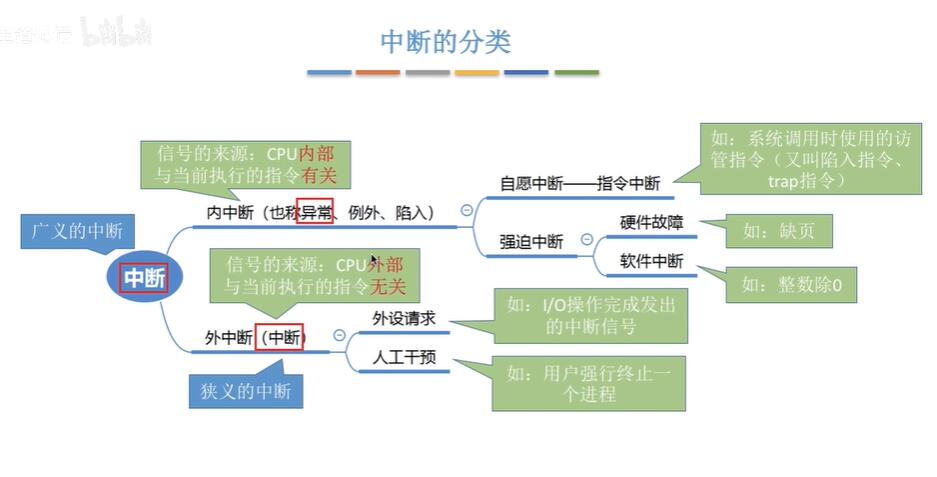 bilibili
中断的分类
信号的来源：CPU内部
与当前执行的指令有关
如：系统调用时使用的访
管指令（又叫陷入指令、
trap指令）
自愿中断——指令中断
内中断（也称异常、例外、陷入）
硬件故障
如：缺页
广义的中断
强迫中断
软件中断
如：整数除0
中断
信号的来源：CPU外部
与当前执行的指令无关
外设请求
如：I/O操作完成发出
的中断信号
外中断（中断）
人工干预
如：用户强行终止一
个进程
狭义的中断